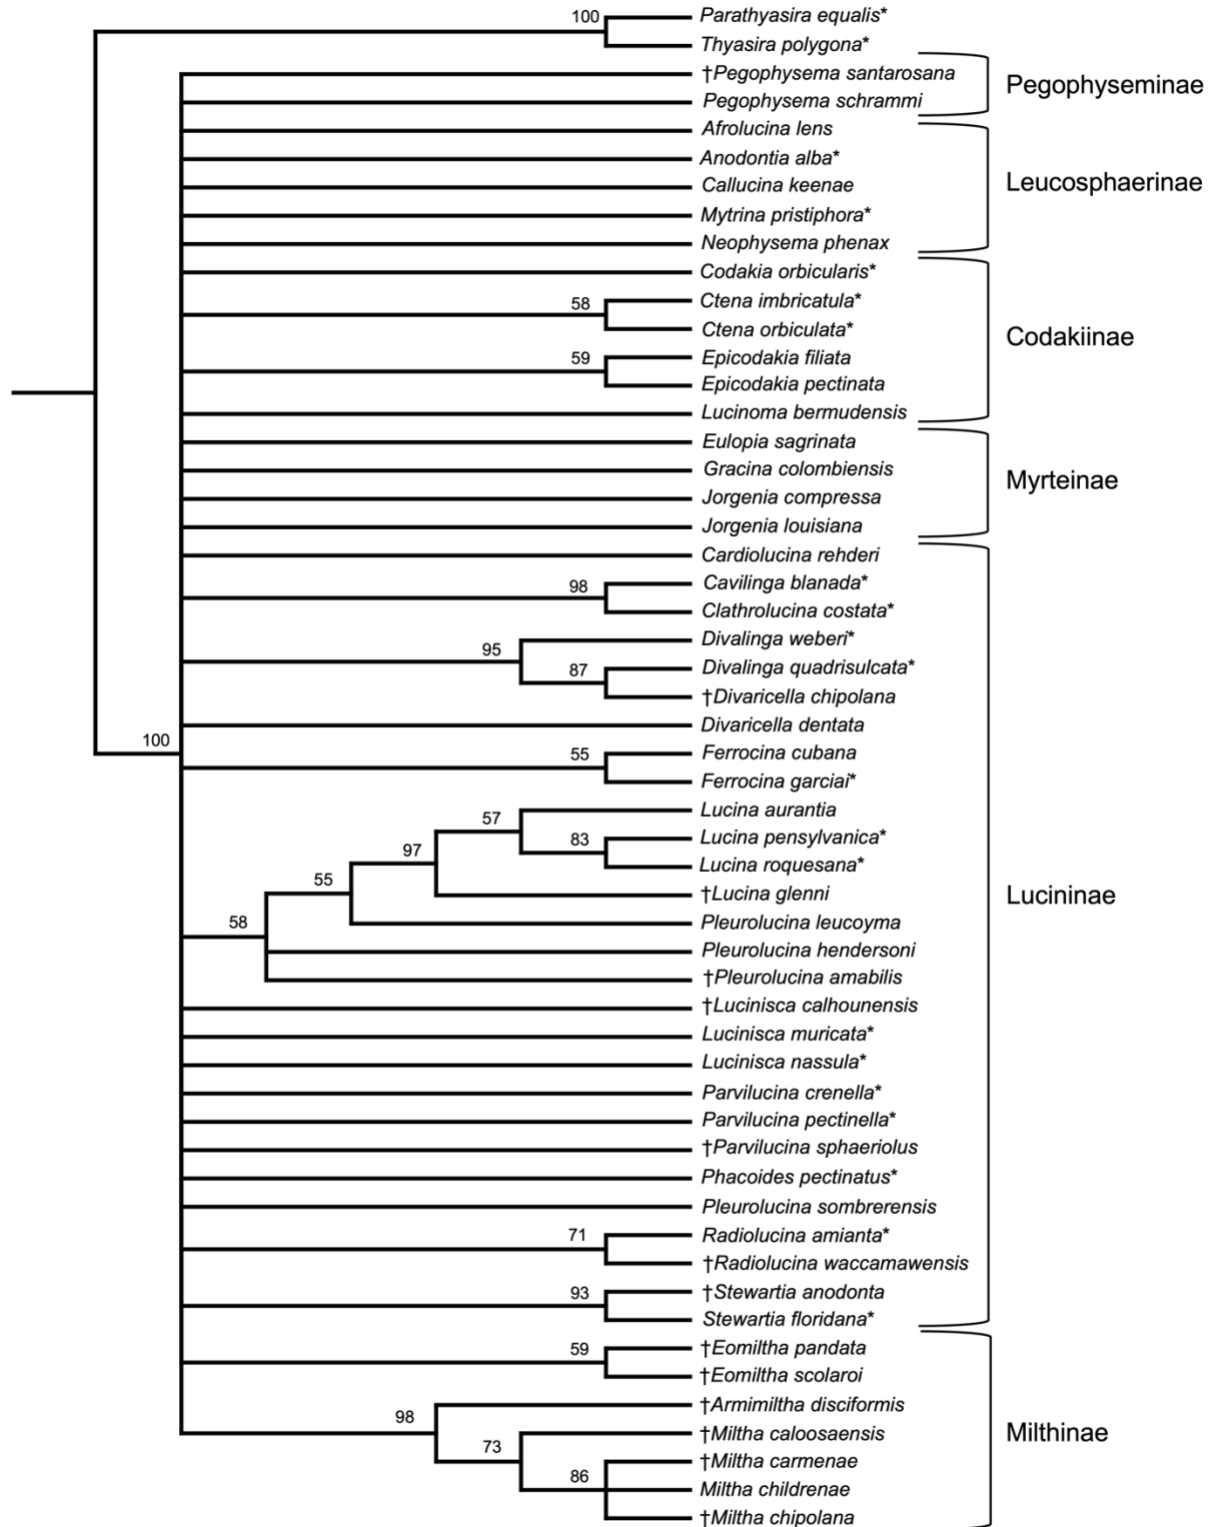 100
Parathyasira equalis*
Thyasira polygona*
†Pegophysema santarosana
Pegophysema schrammi
Pegophyseminae
Afrolucina lens
Anodontia alba*
Callucina keenae
Mytrina pristiphora*
Neophysema phenax
Leucosphaerinae
Codakia orbicularis*
58
Ctena imbricatula*
Ctena orbiculata*
59
Epicodakia filiata
Epicodakia pectinata
Lucinoma bermudensis
Codakiinae
Eulopia sagrinata
Gracina colombiensis
Jorgenia compressa
Jorgenia louisiana
Myrteinae
Cardiolucina rehderi
98
Cavilinga blanada*
Clathrolucina costata*
95
Divalinga weberi*
87
Divalinga quadrisulcata*
†Divaricella chipolana
Divaricella dentata
100
55
Ferrocina cubana
Ferrocina garciai*
Lucina aurantia
57
83
Lucina pensylvanica*
Lucina roquesana*
97
†Lucina glenni
55
Pleurolucina leucoyma
58
Pleurolucina hendersoni
†Pleurolucina amabilis
Lucininae
†Lucinisca calhounensis
Lucinisca muricata*
Lucinisca nassula*
Parvilucina crenella*
Parvilucina pectinella*
†Parvilucina sphaeriolus
Phacoides pectinatus*
Pleurolucina sombrerensis
71
Radiolucina amianta*
†Radiolucina waccamawensis
93
†Stewartia anodonta
Stewartia floridana*
59
†Eomiltha pandata
†Eomiltha scolaroi
98
†Armimiltha disciformis
73
†Miltha caloosaensis
86
†Miltha carmenae
Miltha childrenae
†Miltha chipolana
Milthinae